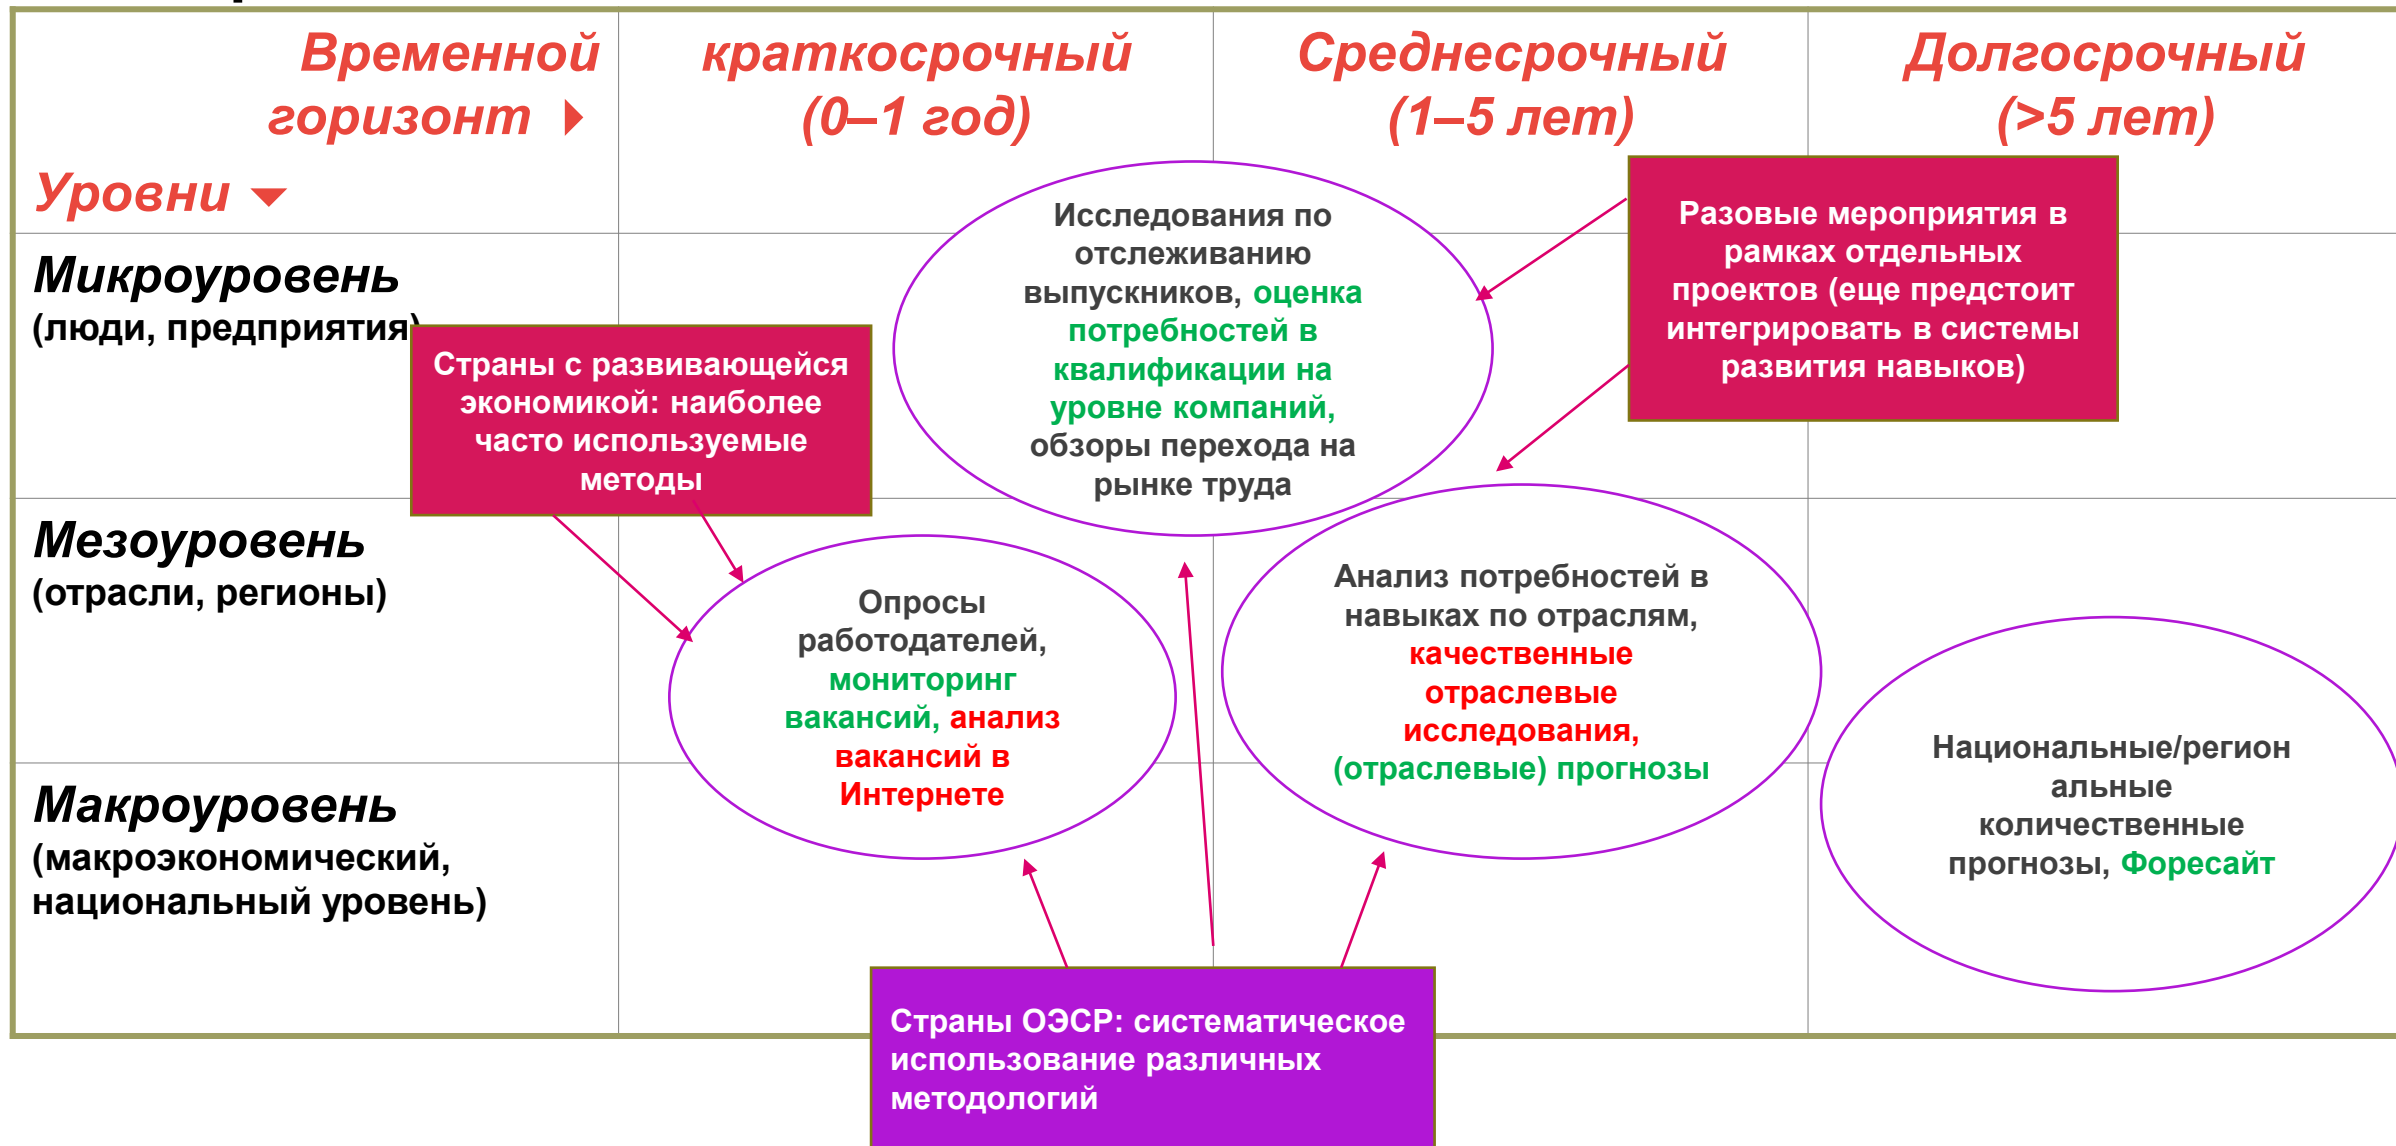 Временной
горизонт
краткосрочный
(0–1 год)
Среднесрочный
(1–5 лет)
Долгосрочный
(>5 лет)
Уровни
Исследования по
отслеживанию
выпускников, оценка
потребностей в
квалификации на
уровне компаний,
обзоры перехода на
рынке труда
Разовые мероприятия в
рамках отдельных
проектов (еще предстоит
интегрировать в системы
развития навыков)
Микроуровень
(люди, предприятия)
Страны с развивающейся
экономикой: наиболее
часто используемые
методы
Мезоуровень
(отрасли, регионы)
Опросы
работодателей,
мониторинг
вакансий, анализ
вакансий в
Интернете
Анализ потребностей в
навыках по отраслям,
качественные
отраслевые
исследования,
(отраслевые) прогнозы
Национальные/регион
альные
количественные
прогнозы, Форесайт
Макроуровень
(макроэкономический,
национальный уровень)
Страны ОЭСР: систематическое
использование различных
методологий